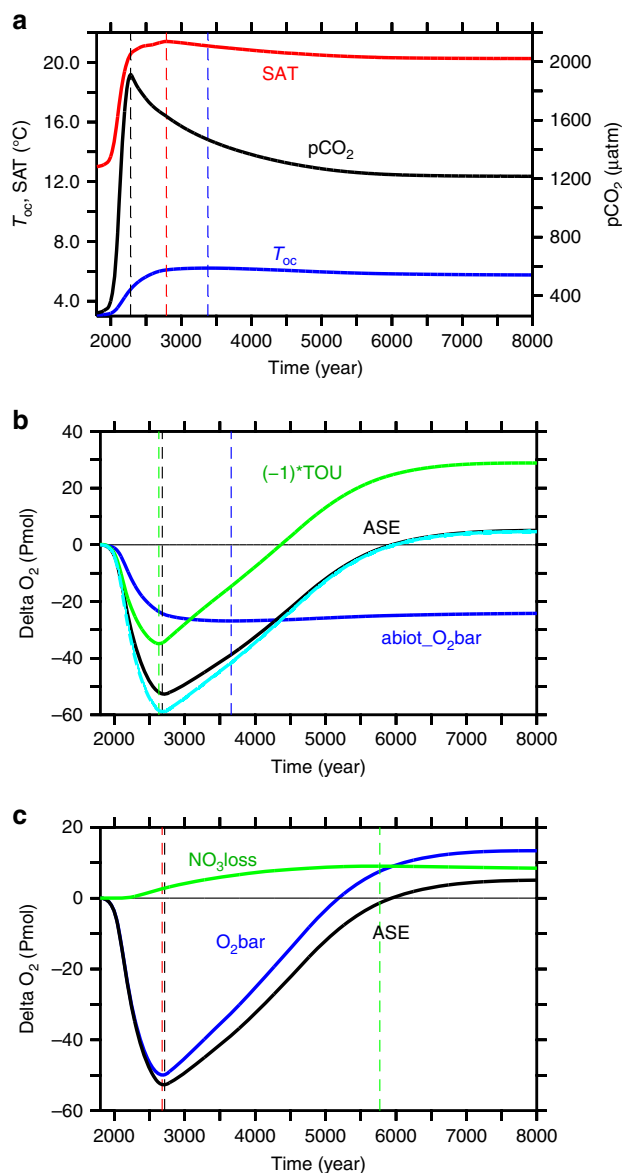 a
T_oc, SAT (°C)
20.0
16.0
12.0
8.0
4.0
SAT
pCO₂
T_oc
2000
1600
1200
800
400
pCO₂ (µatm)
2000 3000 4000 5000 6000 7000 8000
Time (year)
b
Delta O₂ (Pmol)
40
20
0
−20
−40
−60
(−1)*TOU
ASE
abiot_O₂bar
2000 3000 4000 5000 6000 7000 8000
Time (year)
c
Delta O₂ (Pmol)
20
0
−20
−40
−60
NO₃loss
O₂bar
ASE
2000 3000 4000 5000 6000 7000 8000
Time (year)